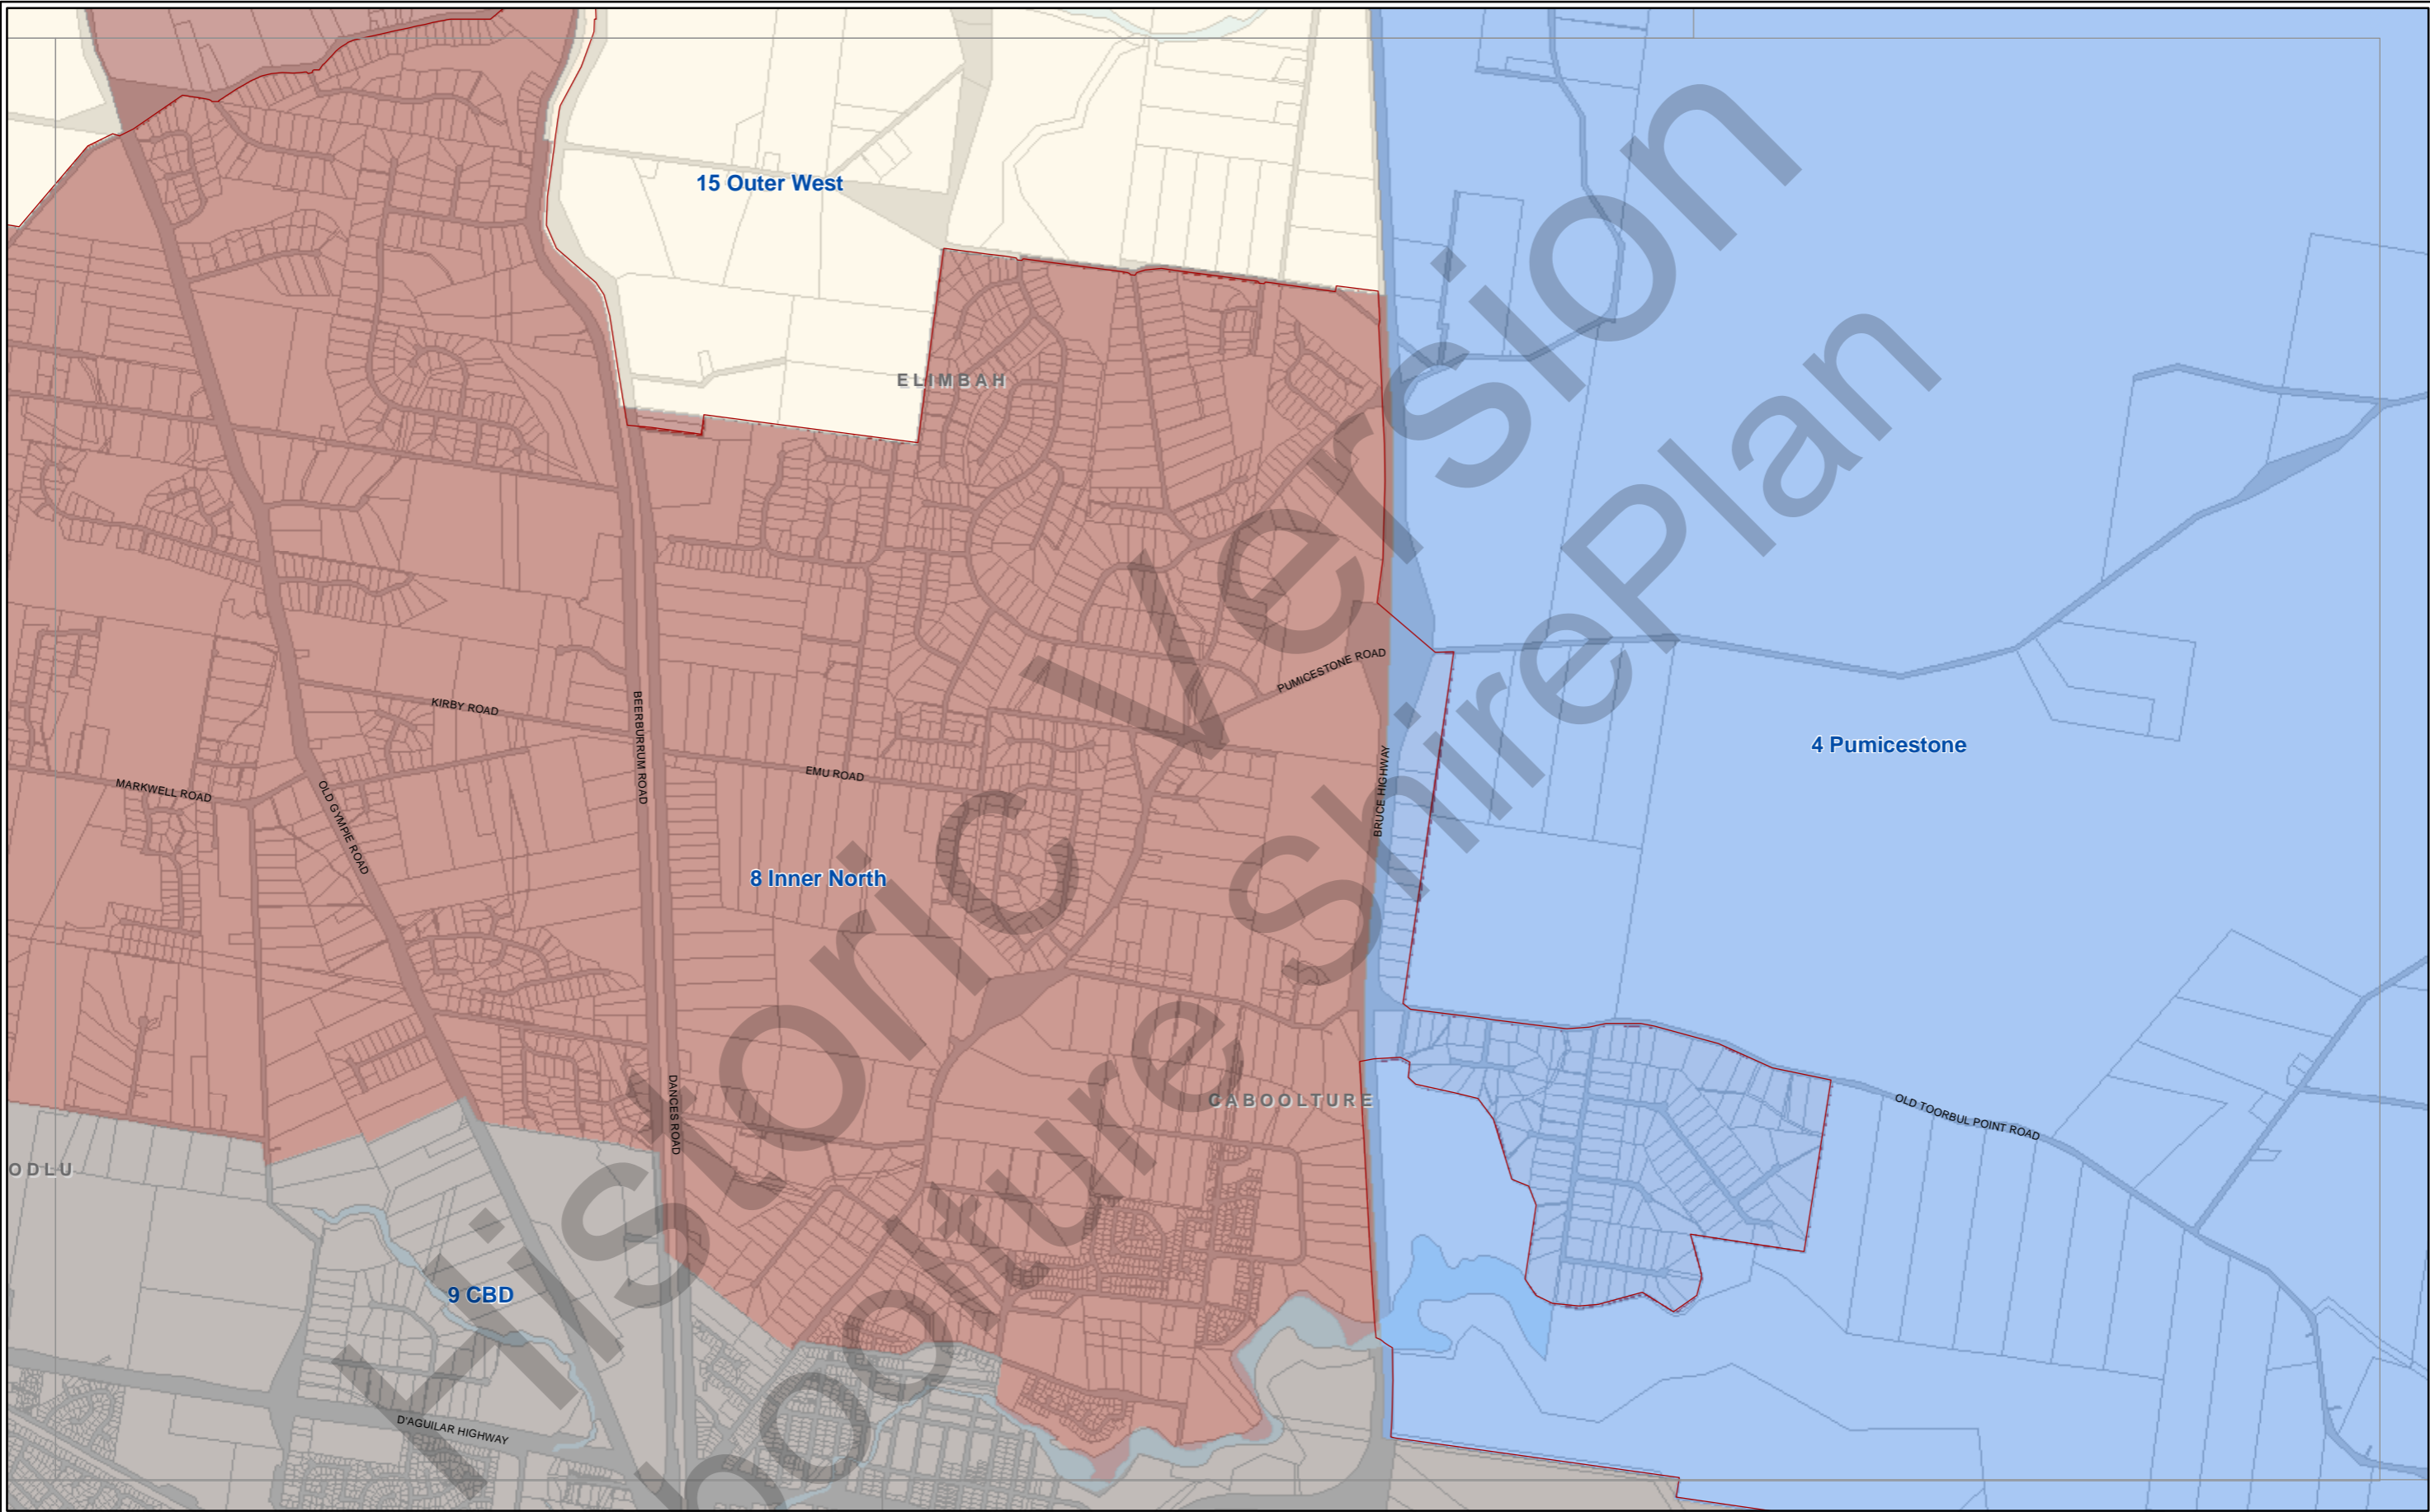 15 Outer West
ELIMBAH
PUMICESTONE ROAD
KIRBY ROAD
BEERBURRUM ROAD
4 Pumicestone
EMU ROAD
BRUCE HIGHWAY
MARKWELL ROAD
OLD GYMPIE ROAD
8 Inner North
CABOOLTURE
OLD TOORBUL POINT ROAD
DANCES ROAD
ODLU
9 CBD
D'AGUILAR HIGHWAY
Historic Version
boolture ShirePlan